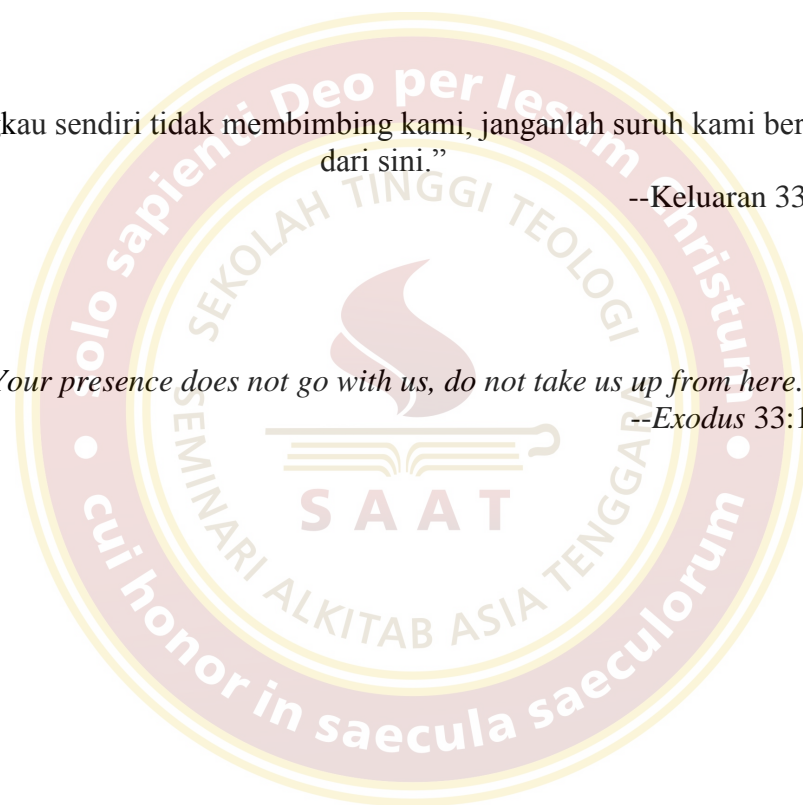 kau sendiri tidak membimbing kami, janganlah suruh kami ber
dari sini.”
--Keluaran 33
Your presence does not go with us, do not take us up from here.
--Exodus 33:1
solo sapienti Deo per Iesum Christum
cui honor in saecula saeculorum
SEKOLAH TINGGI TEOLOGI
SEMINARI ALKITAB ASIA TENGGARA
SAAT